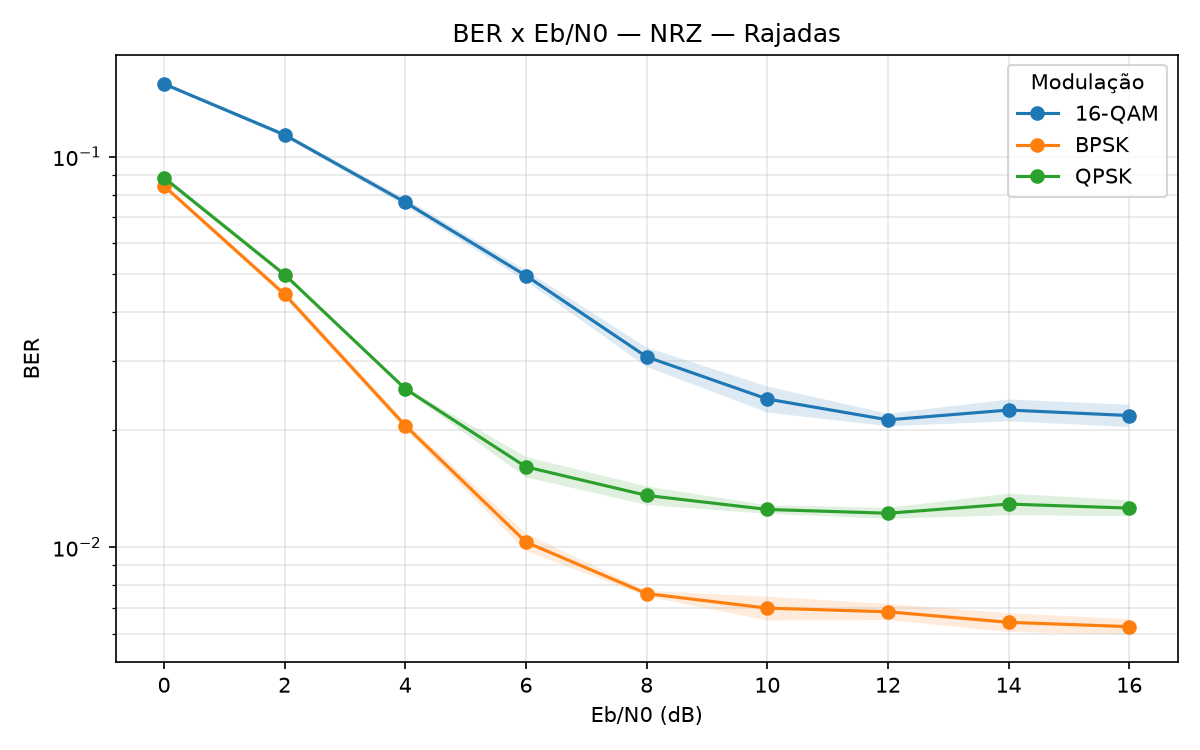 BER x Eb/N0 — NRZ — Rajadas
Modulação
16-QAM
BPSK
QPSK
BER
10⁻¹
10⁻²
0 2 4 6 8 10 12 14 16
Eb/N0 (dB)